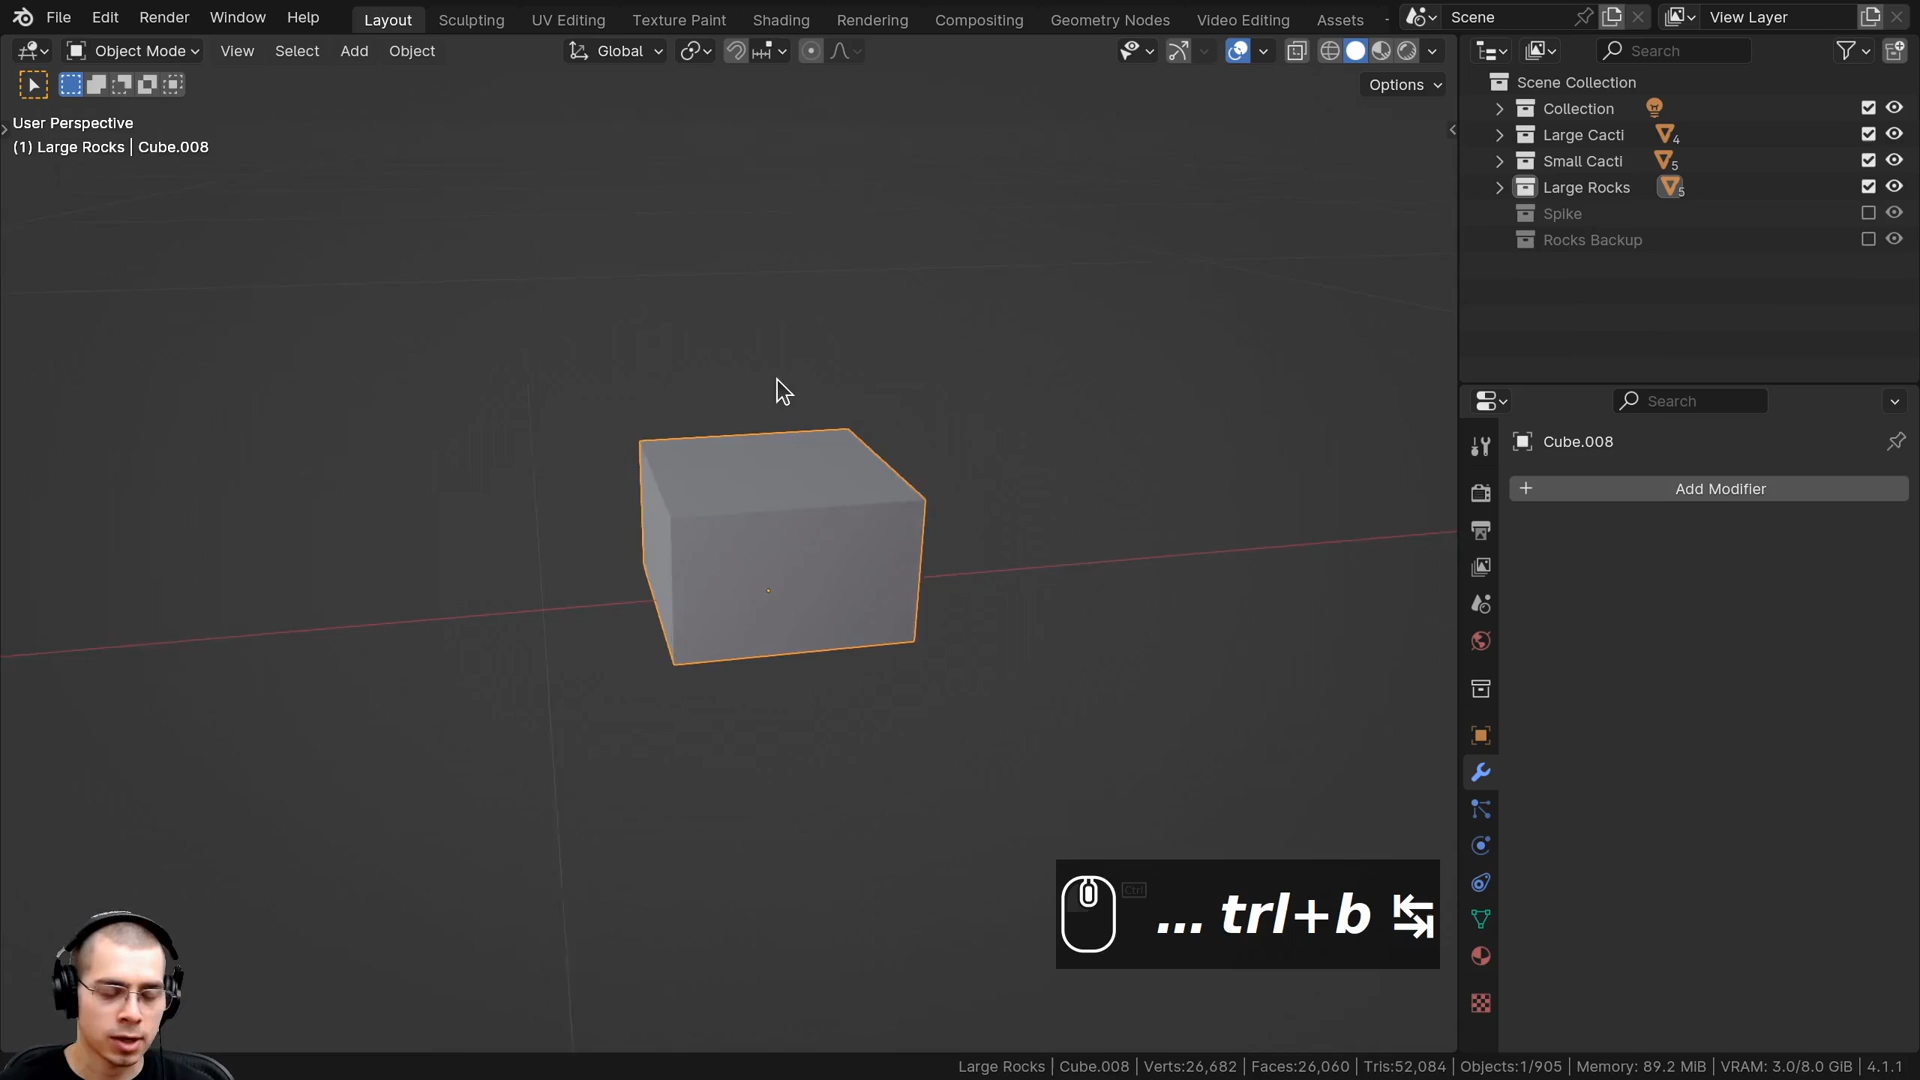 File Edit Render Window Help Layout Sculpting UV Editing Texture Paint Shading Rendering Compositing Geometry Nodes Video Editing Assets Scene View Layer
Object Mode View Select Add Object Global Search
Options
User Perspective
(1) Large Rocks | Cube.008
Scene Collection
Collection
Large Cacti 4
Small Cacti 5
Large Rocks 5
Spike
Rocks Backup
Search
Cube.008
+ Add Modifier
Ctrl
... trl+b
Large Rocks | Cube.008 | Verts:26,682 | Faces:26,060 | Tris:52,084 | Objects:1/905 | Memory: 89.2 MiB | VRAM: 3.0/8.0 GiB | 4.1.1